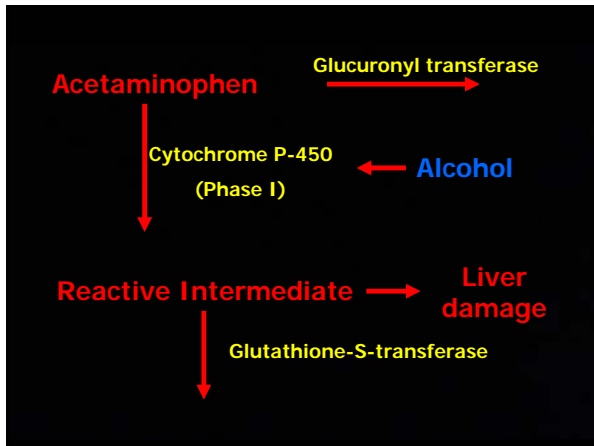 Glucuronyl transferase
Acetaminophen
Cytochrome P-450
(Phase I)
Alcohol
Reactive Intermediate
Liver
damage
Glutathione-S-transferase